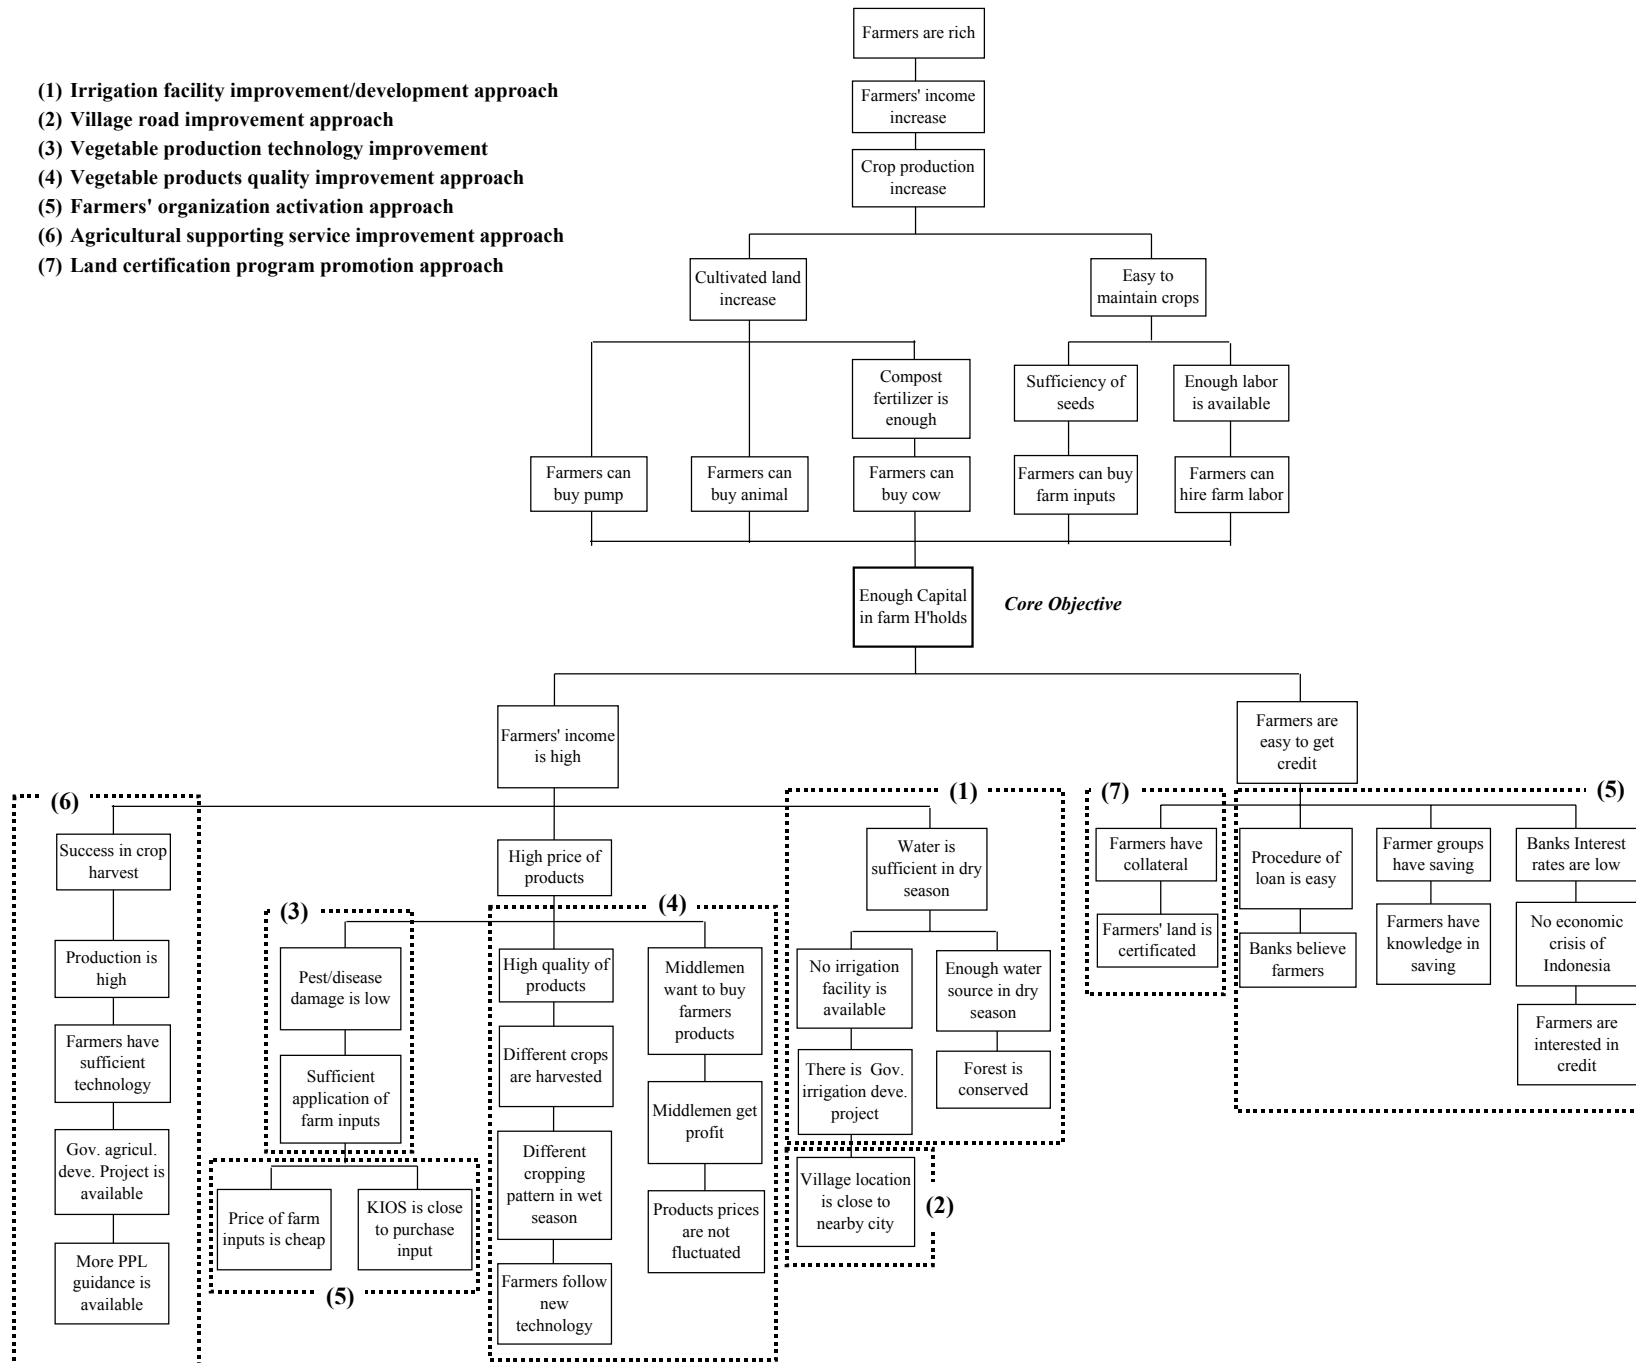 Farmers are rich
(1) Irrigation facility improvement/development approach
(2) Village road improvement approach
(3) Vegetable production technology improvement
(4) Vegetable products quality improvement approach
(5) Farmers' organization activation approach
(6) Agricultural supporting service improvement approach
(7) Land certification program promotion approach
Farmers' income
increase
Crop production
increase
Cultivated land
increase
Easy to
maintain crops
Compost
fertilizer is
enough
Sufficiency of
seeds
Enough labor
is available
Farmers can
buy pump
Farmers can
buy animal
Farmers can
buy cow
Farmers can buy
farm inputs
Farmers can
hire farm labor
Enough Capital
in farm H'holds
Core Objective
Farmers' income
is high
Farmers are
easy to get
credit
(6)
Success in crop
harvest
Production is
high
Farmers have
sufficient
technology
Gov. agricul.
deve. Project is
available
More PPL
guidance is
available
High price of
products
(3)
Pest/disease
damage is low
Sufficient
application of
farm inputs
Price of farm
inputs is cheap
KIOS is close
to purchase
input
(5)
(4)
High quality of
products
Different crops
are harvested
Different
cropping
pattern in wet
season
Farmers follow
new
technology
Middlemen
want to buy
farmers
products
Middlemen get
profit
Products prices
are not
fluctuated
(1)
Water is
sufficient in dry
season
No irrigation
facility is
available
There is Gov.
irrigation deve.
project
Enough water
source in dry
season
Forest is
conserved
Village location
is close to
nearby city
(2)
(7)
Farmers have
collateral
Farmers' land is
certificated
(5)
Procedure of
loan is easy
Banks believe
farmers
Farmer groups
have saving
Farmers have
knowledge in
saving
Banks Interest
rates are low
No economic
crisis of
Indonesia
Farmers are
interested in
credit